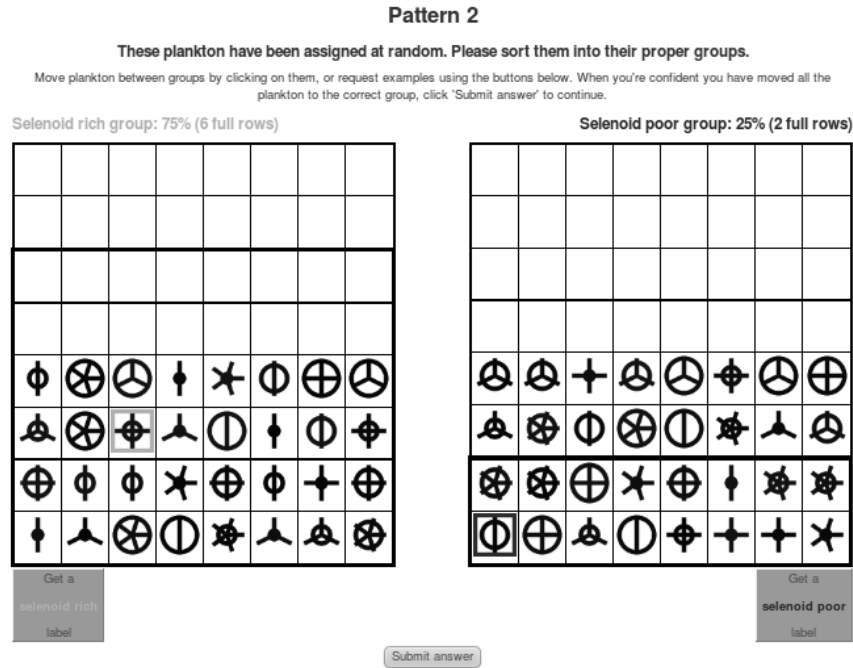 Pattern 2
These plankton have been assigned at random. Please sort them into their proper groups.
Move plankton between groups by clicking on them, or request examples using the buttons below. When you're confident you have moved all the
plankton to the correct group, click 'Submit answer' to continue.
Selenoid rich group: 75% (6 full rows)
Selenoid poor group: 25% (2 full rows)
Get a
selenoid rich
label
Get a
selenoid poor
label
Submit answer